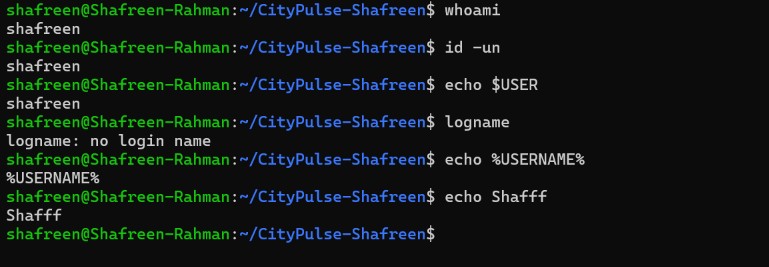 shafreen@Shafreen-Rahman:~/CityPulse-Shafreen$ whoami
shafreen
shafreen@Shafreen-Rahman:~/CityPulse-Shafreen$ id -un
shafreen
shafreen@Shafreen-Rahman:~/CityPulse-Shafreen$ echo $USER
shafreen
shafreen@Shafreen-Rahman:~/CityPulse-Shafreen$ logname
logname: no login name
shafreen@Shafreen-Rahman:~/CityPulse-Shafreen$ echo %USERNAME%
%USERNAME%
shafreen@Shafreen-Rahman:~/CityPulse-Shafreen$ echo Shafff
Shafff
shafreen@Shafreen-Rahman:~/CityPulse-Shafreen$